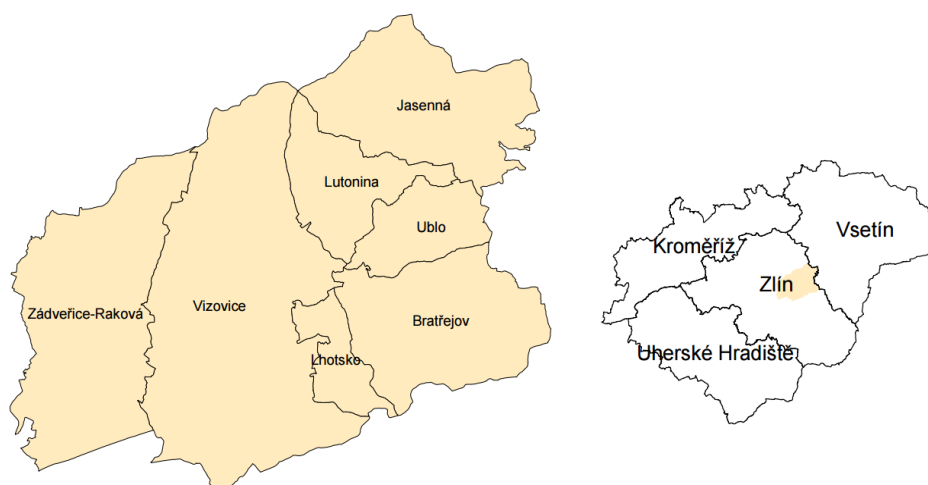 Jasenná
Lutonina
Ublo
Zádveřice-Raková
Vizovice
Bratřejov
Lhotsko
Vsetín
Kroměříž
Zlín
Uherské Hradiště